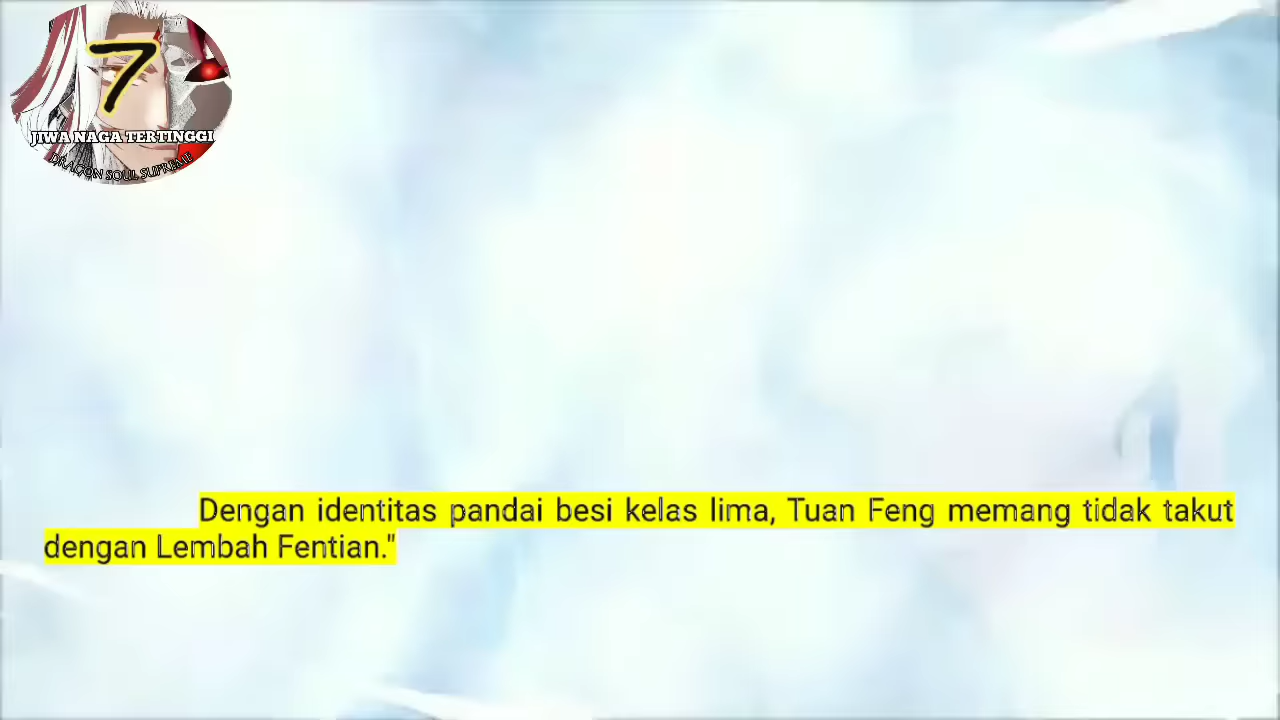 7
JIWA NAGA TERTINGGI
DRAGON SOUL SUPREME
Dengan identitas pandai besi kelas lima, Tuan Feng memang tidak takut
dengan Lembah Fentian."